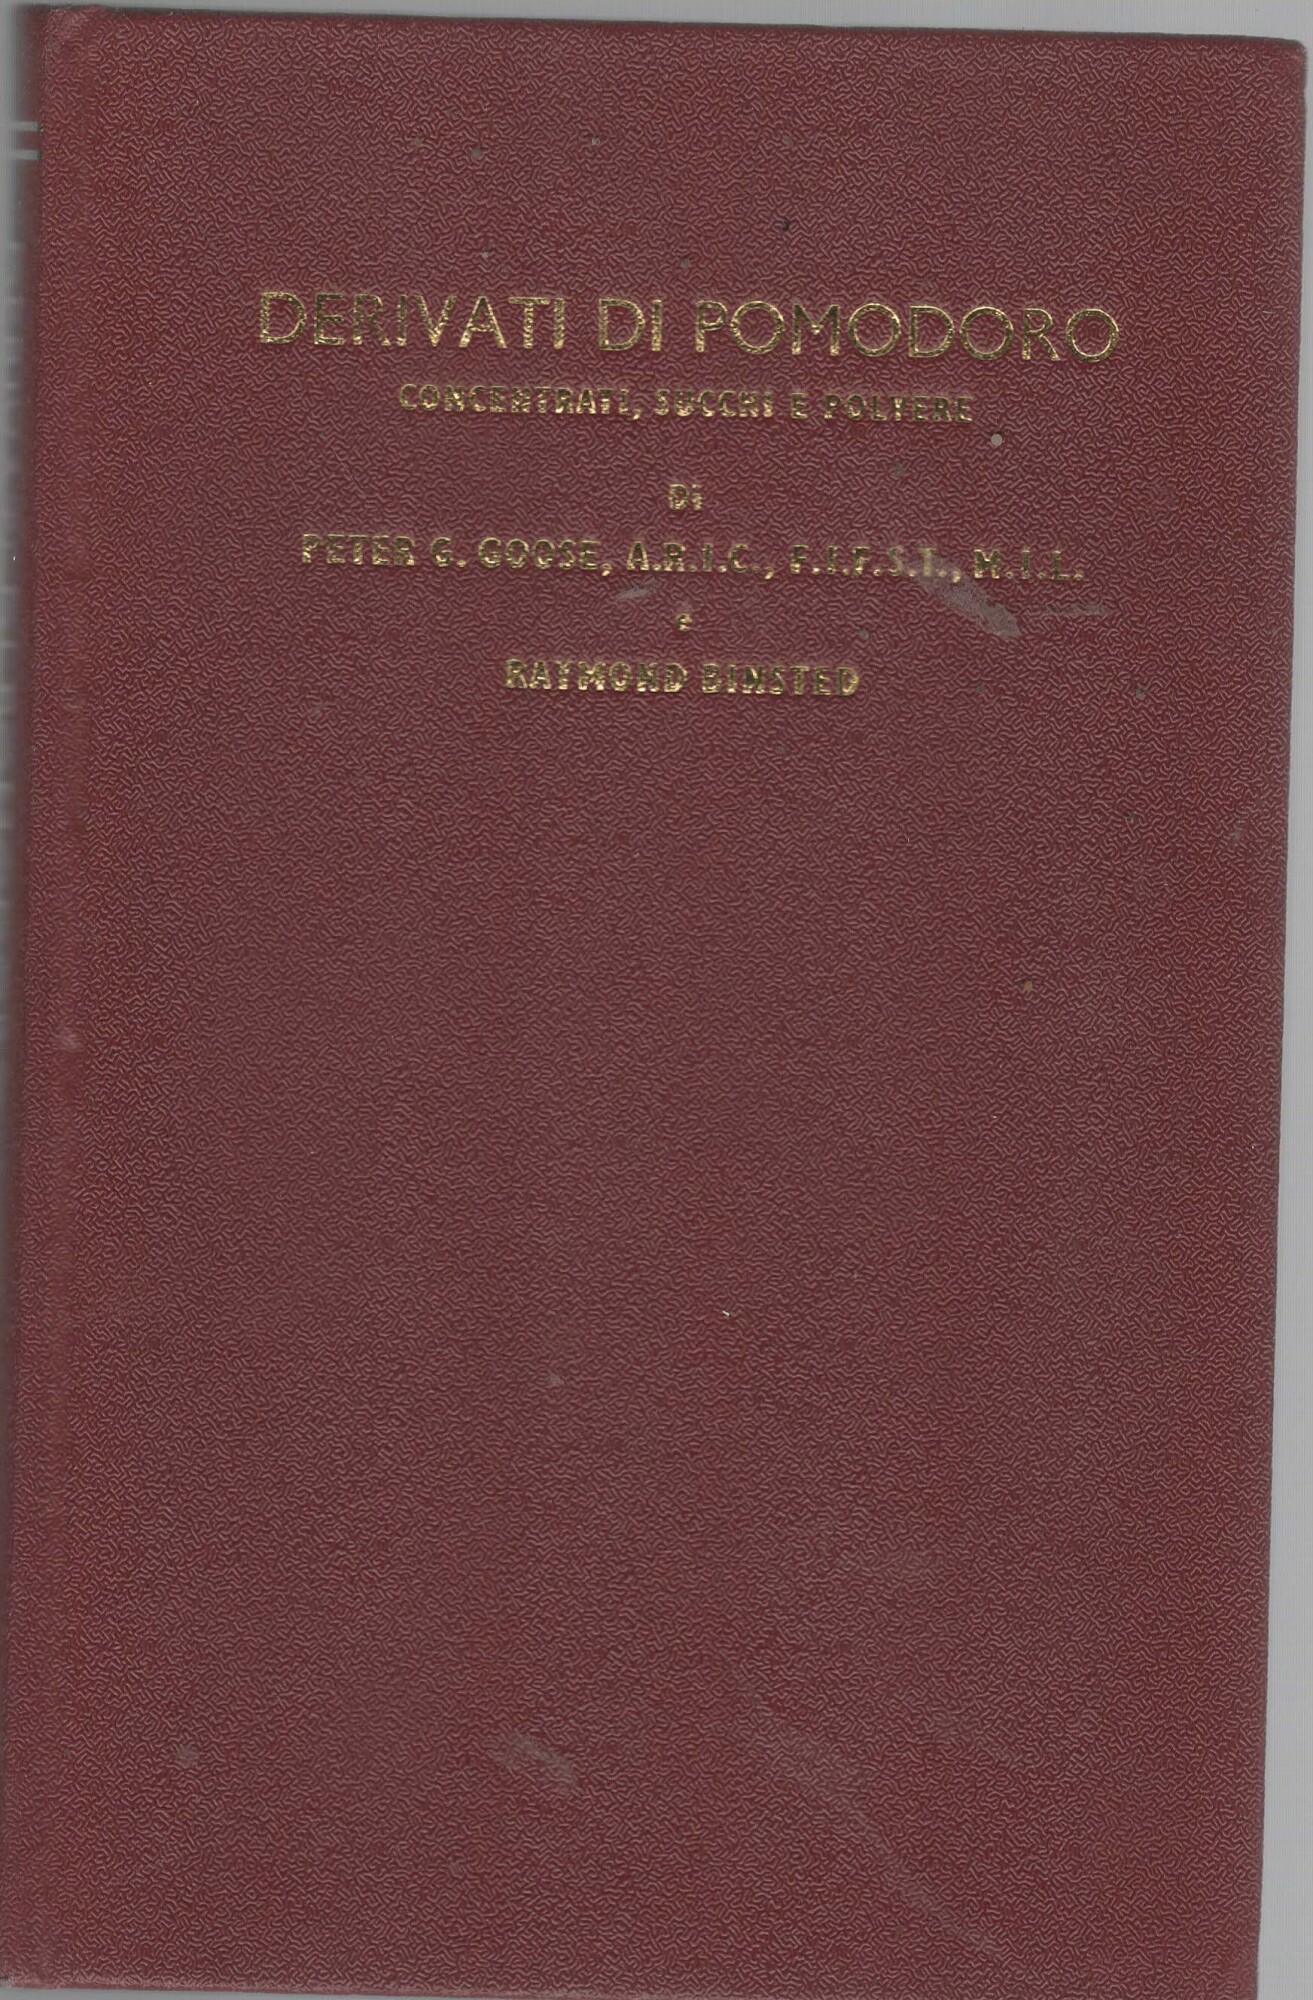 DERIVATI DI POMODORO
CONCENTRATI, SUCCHI E POLVERE
Di
PETER G. GOOSE, A.R.I.C., F.I.F.S.T., M.I.L.
e
RAYMOND BINSTED